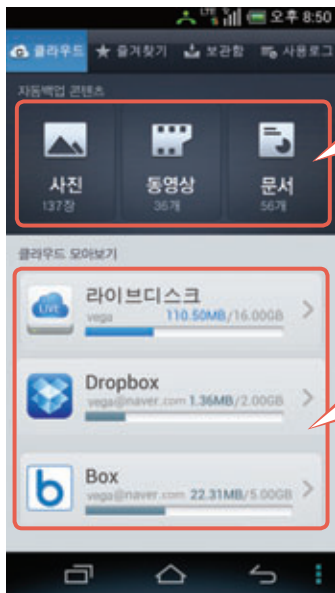 LTE 오후 8:50
클라우드 즐겨찾기 보관함 사용로그
자동백업 콘텐츠
사진 동영상 문서
137장 36개 56개
클라우드 모아보기
LIVE
라이브디스크
vega 110.50MB/16.00GB
Dropbox
vega@naver.com 1.36MB/2.00GB
b
Box
vega@naver.com 22.31MB/5.00GB